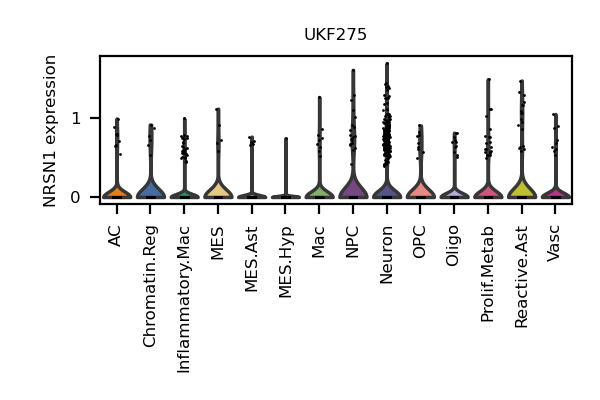 UKF275
NRSN1 expression
1
0
AC
Chromatin.Reg
Inflammatory.Mac
MES
MES.Ast
MES.Hyp
Mac
NPC
Neuron
OPC
Oligo
Prolif.Metab
Reactive.Ast
Vasc